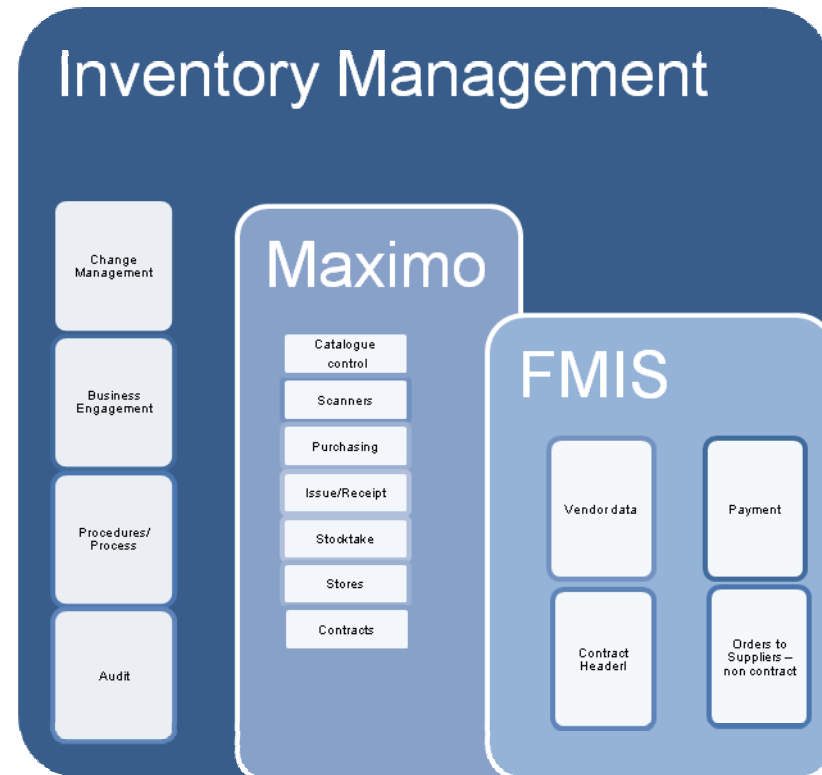 Inventory Management
Change
Management
Business
Engagement
Procedures/
Process
Audit
Maximo
Catalogue
control
Scanners
Purchasing
Issue/Receipt
Stocktake
Stores
Contracts
FMIS
Vendor data
Payment
Contract
Headerl
Orders to
Suppliers –
non contract